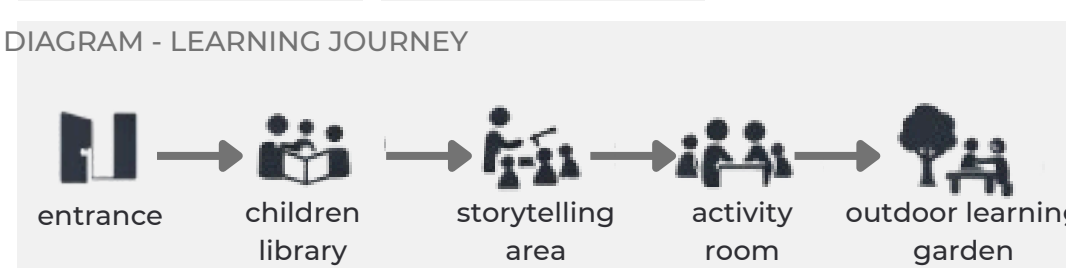 DIAGRAM - LEARNING JOURNEY
entrance
children
library
storytelling
area
activity
room
outdoor learning
garden